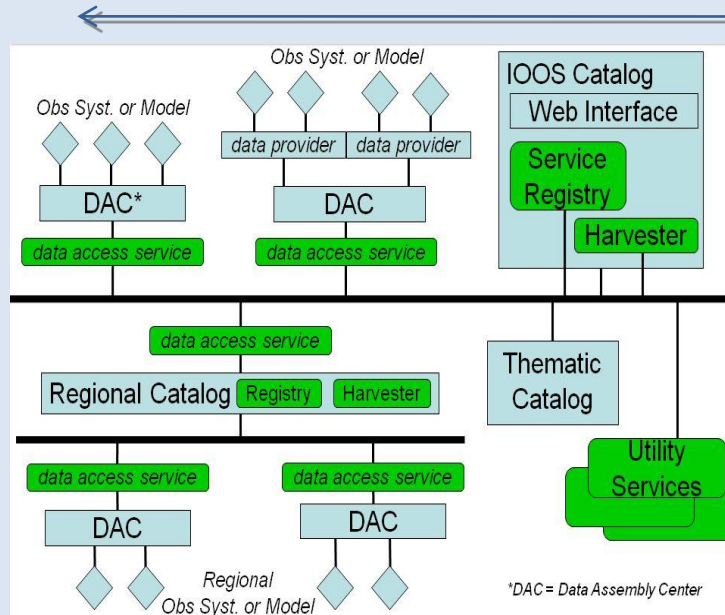 Obs Syst. or Model
Obs Syst. or Model
data provider
data provider
DAC*
DAC
data access service
data access service
IOOS Catalog
Web Interface
Service
Registry
Harvester
data access service
Regional Catalog
Registry
Harvester
Thematic
Catalog
data access service
data access service
DAC
DAC
Regional
Obs Syst. or Model
Utility
Services
*DAC = Data Assembly Center